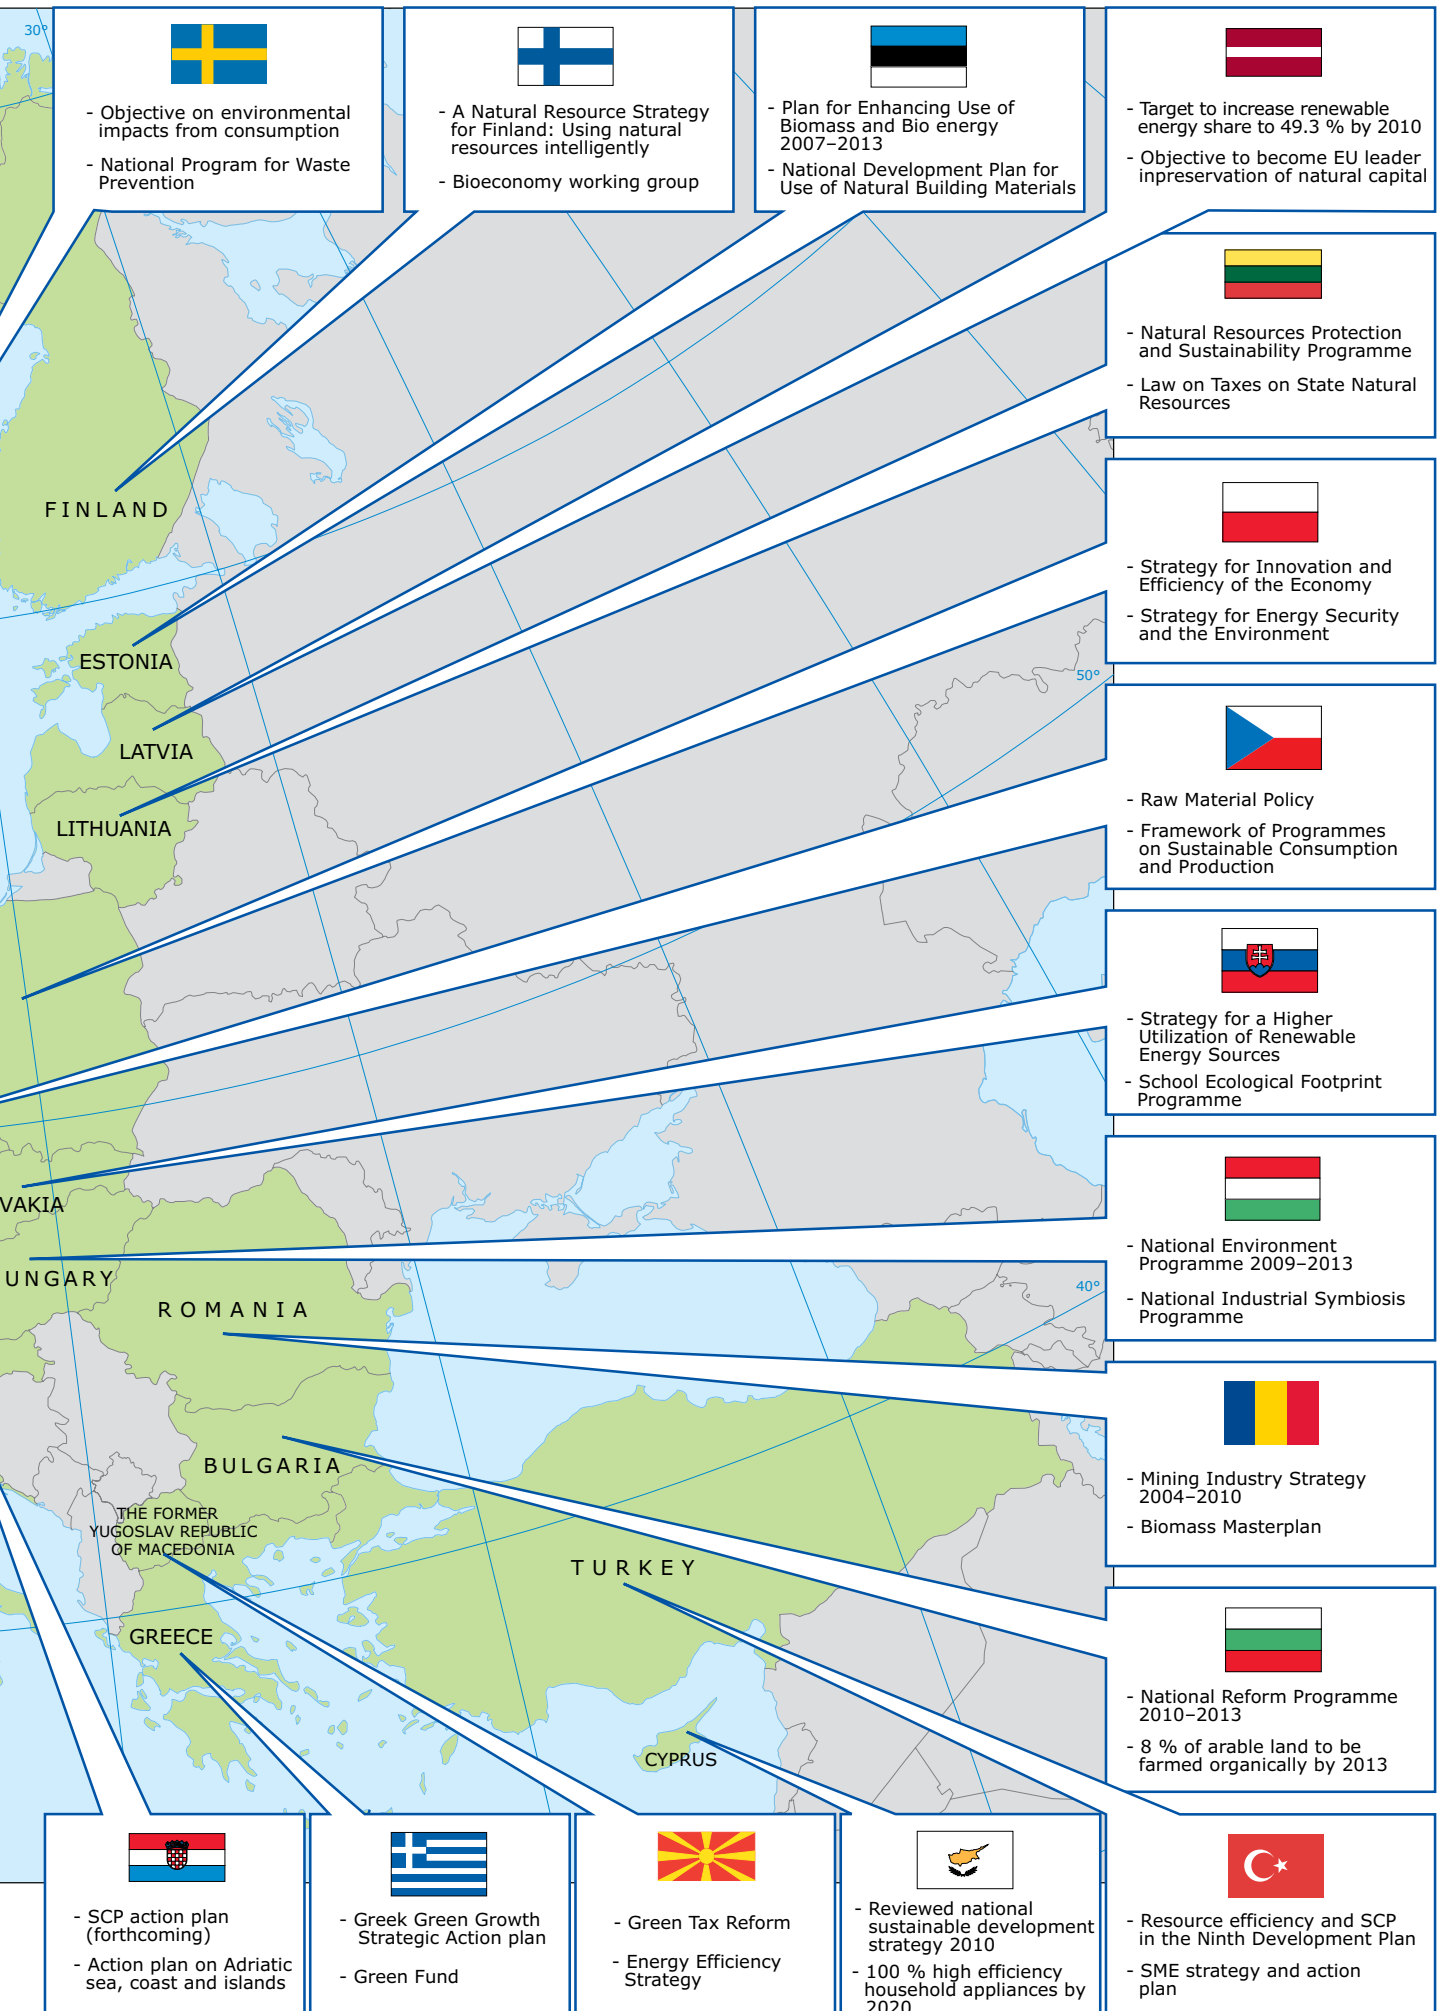 30°
- Objective on environmental
impacts from consumption
- National Program for Waste
Prevention
- A Natural Resource Strategy
for Finland: Using natural
resources intelligently
- Bioeconomy working group
- Plan for Enhancing Use of
Biomass and Bio energy
2007–2013
- National Development Plan for
Use of Natural Building Materials
- Target to increase renewable
energy share to 49.3 % by 2010
- Objective to become EU leader
inpreservation of natural capital
- Natural Resources Protection
and Sustainability Programme
- Law on Taxes on State Natural
Resources
- Strategy for Innovation and
Efficiency of the Economy
- Strategy for Energy Security
and the Environment
- Raw Material Policy
- Framework of Programmes
on Sustainable Consumption
and Production
- Strategy for a Higher
Utilization of Renewable
Energy Sources
- School Ecological Footprint
Programme
- National Environment
Programme 2009–2013
- National Industrial Symbiosis
Programme
- Mining Industry Strategy
2004–2010
- Biomass Masterplan
- National Reform Programme
2010–2013
- 8 % of arable land to be
farmed organically by 2013
FINLAND
ESTONIA
LATVIA
LITHUANIA
50°
VAKIA
UNGARY
40°
ROMANIA
BULGARIA
THE FORMER
YUGOSLAV REPUBLIC
OF MACEDONIA
TURKEY
GREECE
CYPRUS
- SCP action plan
(forthcoming)
- Action plan on Adriatic
sea, coast and islands
- Greek Green Growth
Strategic Action plan
- Green Fund
- Green Tax Reform
- Energy Efficiency
Strategy
- Reviewed national
sustainable development
strategy 2010
- 100 % high efficiency
household appliances by
2020
- Resource efficiency and SCP
in the Ninth Development Plan
- SME strategy and action
plan